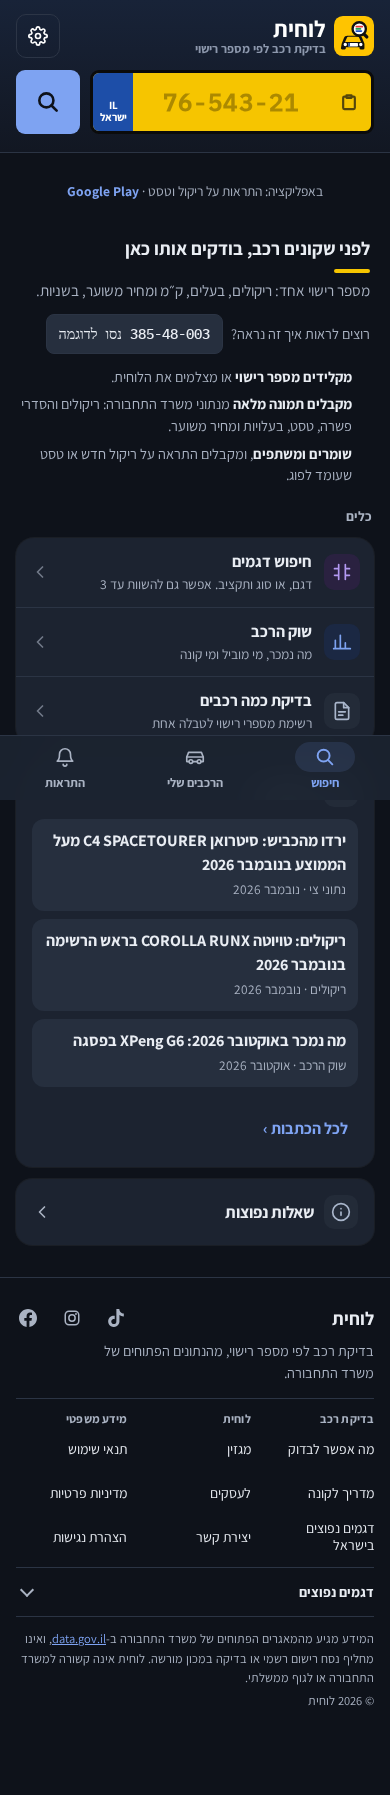 לוחית
בדיקת רכב לפי מספר רישוי
76-543-21
IL
ישראל
באפליקציה: התראות על ריקול וטסט · Google Play
לפני שקונים רכב, בודקים אותו כאן
מספר רישוי אחד: ריקולים, בעלים, ק״מ ומחיר משוער, בשניות.
רוצים לראות איך זה נראה? נסו לדוגמה 385-48-003
מקלידים מספר רישוי או מצלמים את הלוחית.
מקבלים תמונה מלאה מנתוני משרד התחבורה: ריקולים והסדרי
פשרה, טסט, בעלויות ומחיר משוער.
שומרים ומשתפים, ומקבלים התראה על ריקול חדש או טסט
שעומד לפוג.
כלים
חיפוש דגמים
דגם, או סוג ותקציב. אפשר גם להשוות עד 3
שוק הרכב
מה נמכר, מי מוביל ומי קונה
בדיקת כמה רכבים
רשימת מספרי רישוי לטבלה אחת
חיפוש
הרכבים שלי
התראות
ירדו מהכביש: סיטרואן C4 SPACETOURER מעל
הממוצע בנובמבר 2026
נתוני צי · נובמבר 2026
ריקולים: טויוטה COROLLA RUNX בראש הרשימה
בנובמבר 2026
ריקולים · נובמבר 2026
מה נמכר באוקטובר 2026: XPeng G6 בפסגה
שוק הרכב · אוקטובר 2026
לכל הכתבות ›
שאלות נפוצות
לוחית
בדיקת רכב לפי מספר רישוי, מהנתונים הפתוחים של
משרד התחבורה.
בדיקת רכב
מה אפשר לבדוק
מדריך לקונה
דגמים נפוצים
בישראל
לוחית
מגזין
לעסקים
יצירת קשר
מידע משפטי
תנאי שימוש
מדיניות פרטיות
הצהרת נגישות
דגמים נפוצים
המידע מגיע מהמאגרים הפתוחים של משרד התחבורה ב-data.gov.il, ואינו
מחליף נסח רישום רשמי או בדיקה במכון מורשה. לוחית אינה קשורה למשרד
התחבורה או לגוף ממשלתי.
© 2026 לוחית